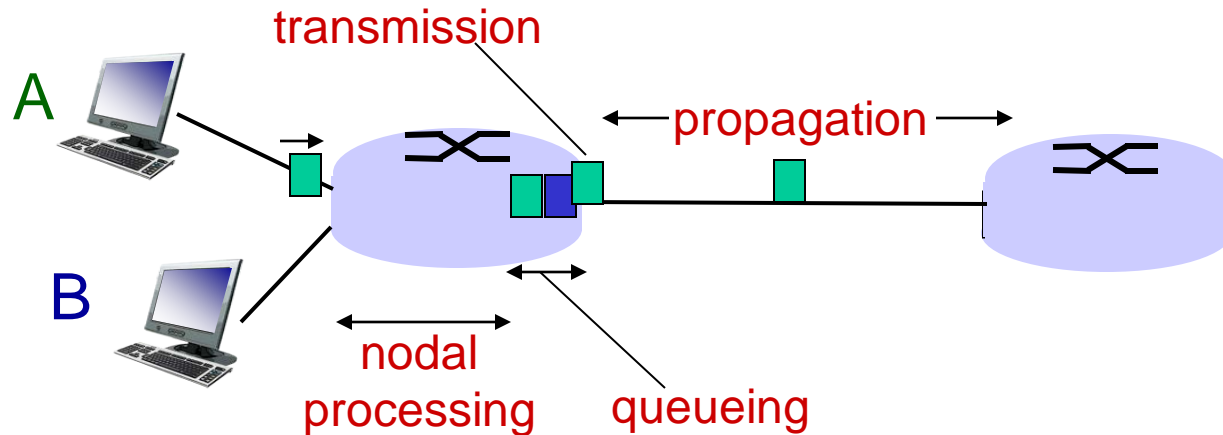 transmission
A
propagation
B
nodal
processing
queueing